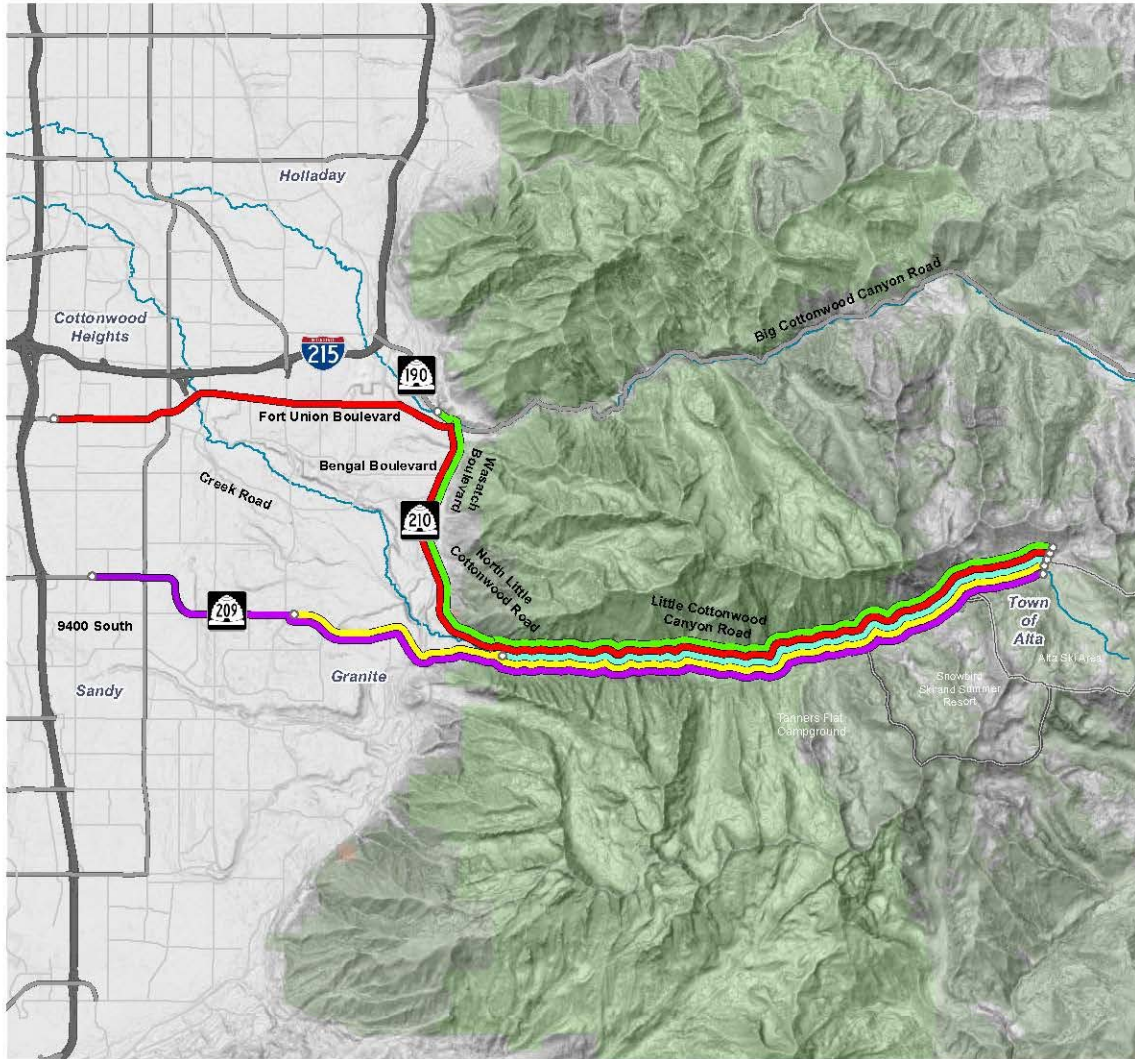 Holladay
Big Cottonwood Canyon Road
Cottonwood
Heights
215
190
Fort Union Boulevard
Bengal Boulevard
Wasatch
Boulevard
Creek Road
210
North Little
Cottonwood Road
209
9400 South
Little Cottonwood
Canyon Road
Town
of
Alta
Alta Ski Area
Granite
Sandy
Snowbird
Ski and Summer
Resort
Tanners Flat
Campground